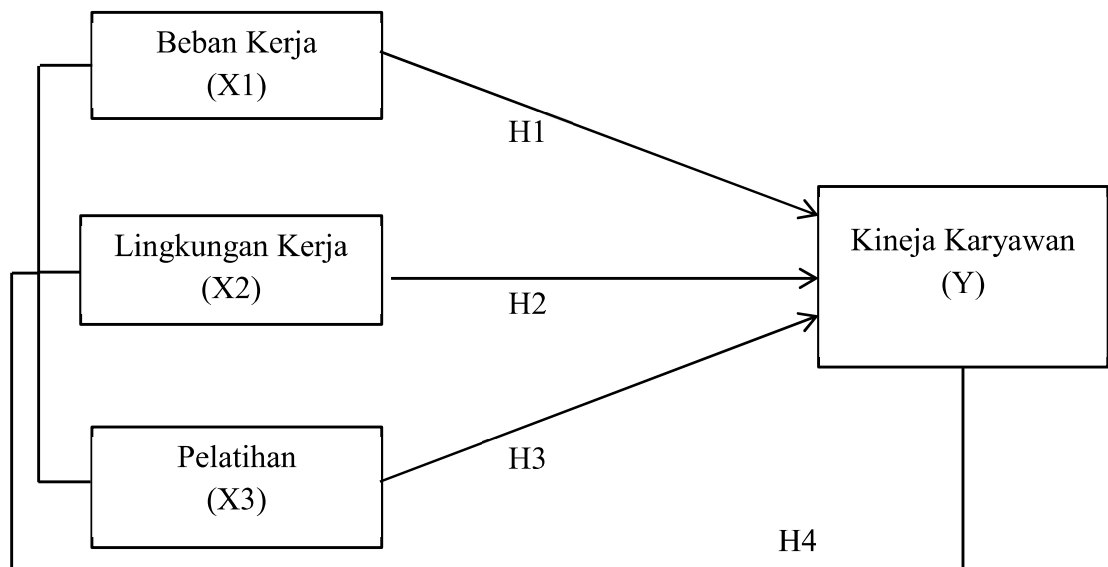 Beban Kerja
(X1)
H1
Lingkungan Kerja
(X2)
H2
Kineja Karyawan
(Y)
Pelatihan
(X3)
H3
H4